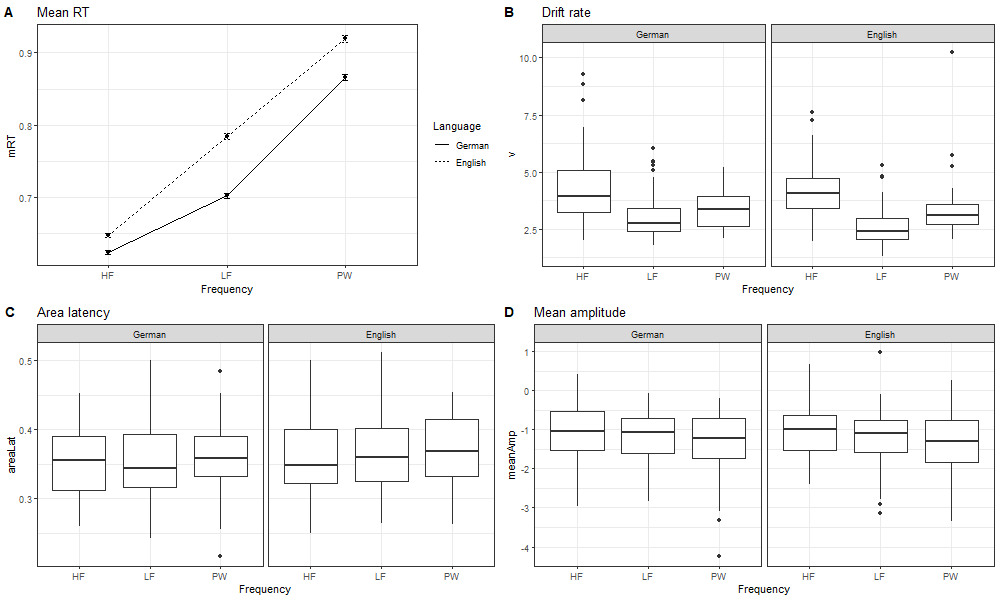 A Mean RT
mRT
0.9
0.8
0.7
HF LF PW
Frequency
Language
German
English
B Drift rate
German English
v
10.0
7.5
5.0
2.5
HF LF PW HF LF PW
Frequency
C Area latency
German English
areaLat
0.5
0.4
0.3
HF LF PW HF LF PW
Frequency
D Mean amplitude
German English
meanAmp
1
0
-1
-2
-3
-4
HF LF PW HF LF PW
Frequency